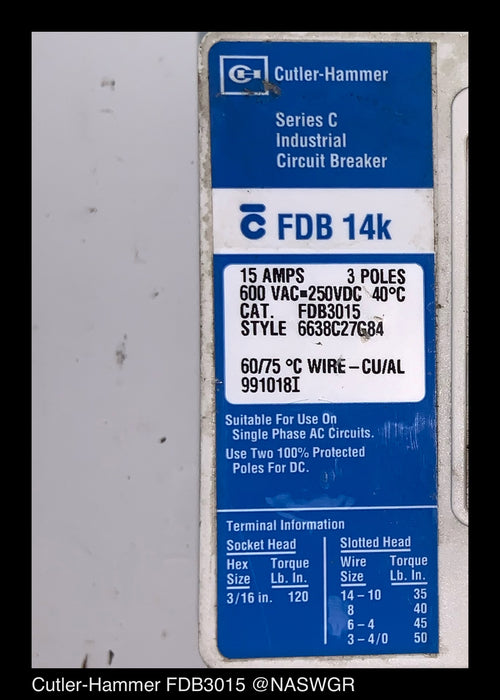 CH Cutler-Hammer
Series C
Industrial
Circuit Breaker
C̅ FDB 14k
15 AMPS 3 POLES
600 VAC=250VDC 40°C
CAT. FDB3015
STYLE 6638C27G84
60/75 °C WIRE-CU/AL
991018I
Suitable For Use On
Single Phase AC Circuits.
Use Two 100% Protected
Poles For DC.
Terminal Information
Socket Head
Hex Torque
Size Lb. In.
3/16 in. 120
Slotted Head
Wire Torque
Size Lb. In.
14-10 35
8 40
6-4 45
3-4/0 50
Cutler-Hammer FDB3015 @NASWGR